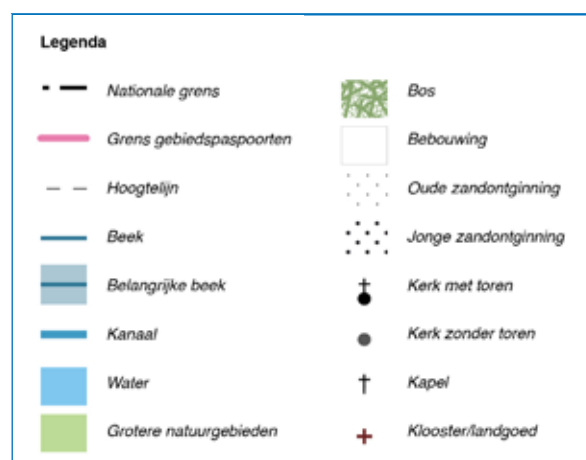 Legenda
Nationale grens
Grens gebiedspaspoorten
Hoogtelijn
Beek
Belangrijke beek
Kanaal
Water
Grotere natuurgebieden
Bos
Bebouwing
Oude zandontginning
Jonge zandontginning
Kerk met toren
Kerk zonder toren
Kapel
Klooster/landgoed